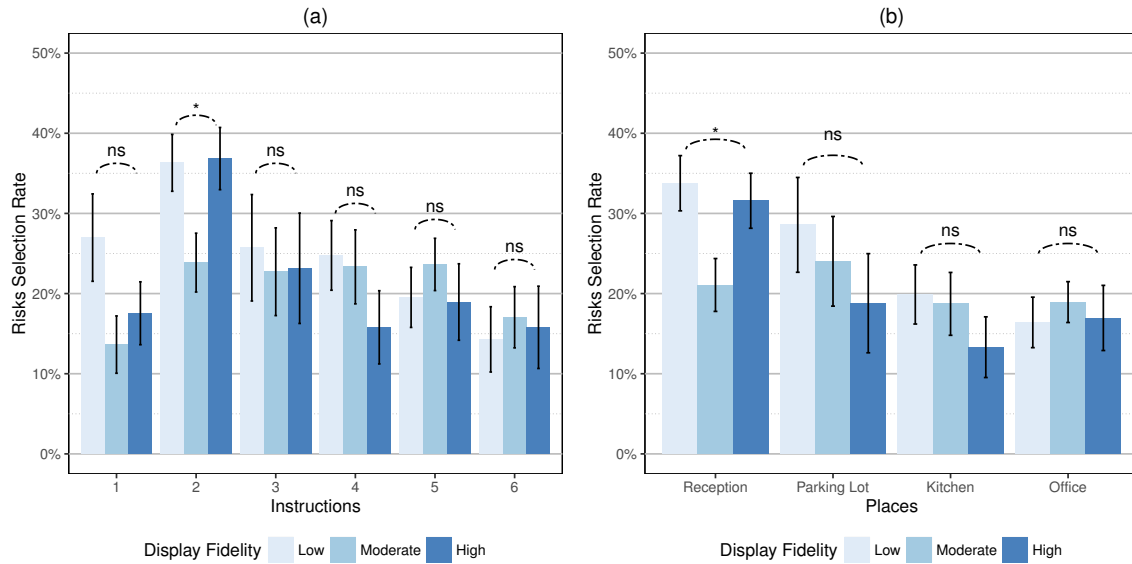 (a)
50%
40%
30%
20%
10%
0%
Risks Selection Rate
ns
*
ns
ns
ns
ns
1 2 3 4 5 6
Instructions
Display Fidelity Low Moderate High
(b)
50%
40%
30%
20%
10%
0%
Risks Selection Rate
*
ns
ns
ns
Reception Parking Lot Kitchen Office
Places
Display Fidelity Low Moderate High